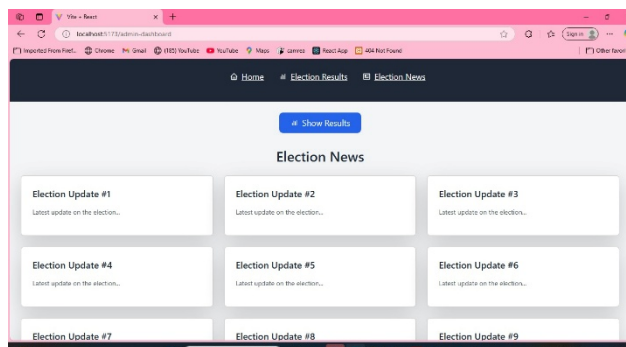 Vite + React
localhost:5173/admin-dashboard
Sign in
Imported From Firef... Chrome Gmail (185) YouTube YouTube Maps camrea React App 404 Not Found Other favori
Home Election Results Election News
Show Results
Election News
Election Update #1 Election Update #2 Election Update #3
Latest update on the election... Latest update on the election... Latest update on the election...
Election Update #4 Election Update #5 Election Update #6
Latest update on the election... Latest update on the election... Latest update on the election...
Election Update #7 Election Update #8 Election Update #9